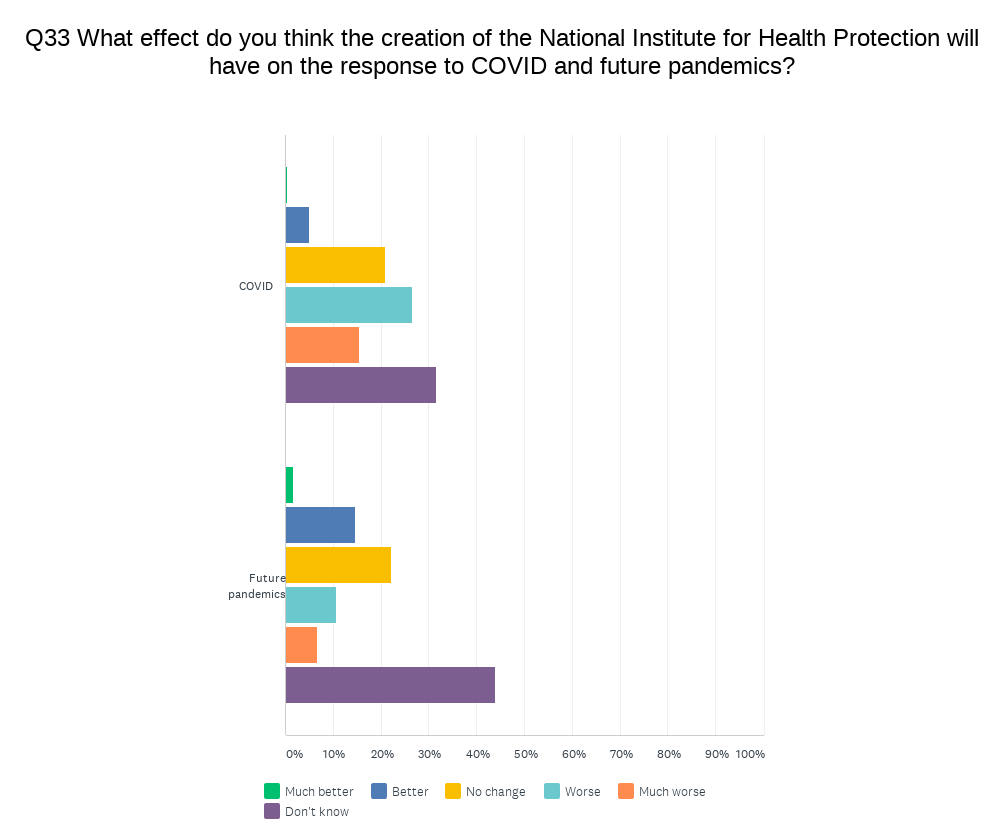 Q33 What effect do you think the creation of the National Institute for Health Protection will
have on the response to COVID and future pandemics?
COVID
Future
pandemics
0% 10% 20% 30% 40% 50% 60% 70% 80% 90% 100%
Much better Better No change Worse Much worse
Don't know